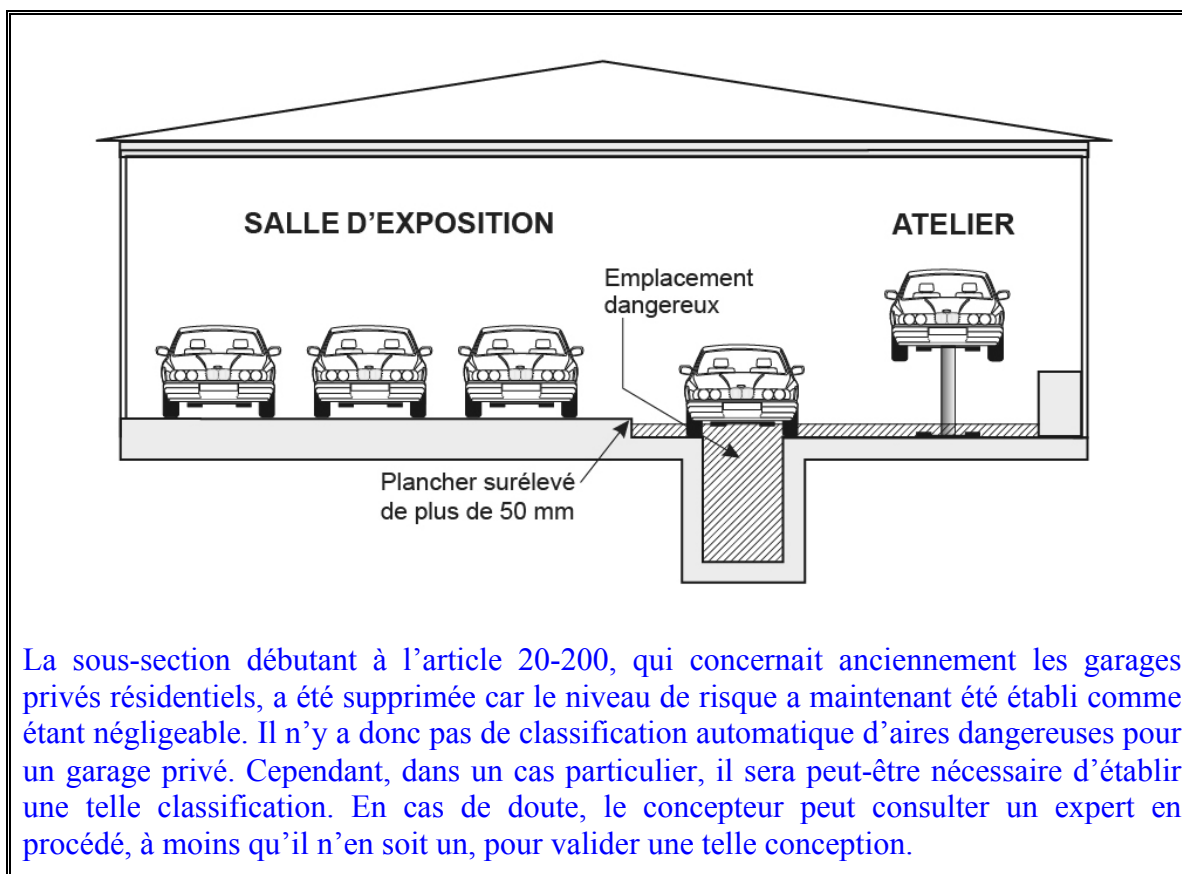 SALLE D’EXPOSITION
ATELIER
Emplacement
dangereux
Plancher surélevé
de plus de 50 mm
La sous-section débutant à l’article 20-200, qui concernait anciennement les garages
privés résidentiels, a été supprimée car le niveau de risque a maintenant été établi comme
étant négligeable. Il n’y a donc pas de classification automatique d’aires dangereuses pour
un garage privé. Cependant, dans un cas particulier, il sera peut-être nécessaire d’établir
une telle classification. En cas de doute, le concepteur peut consulter un expert en
procédé, à moins qu’il n’en soit un, pour valider une telle conception.